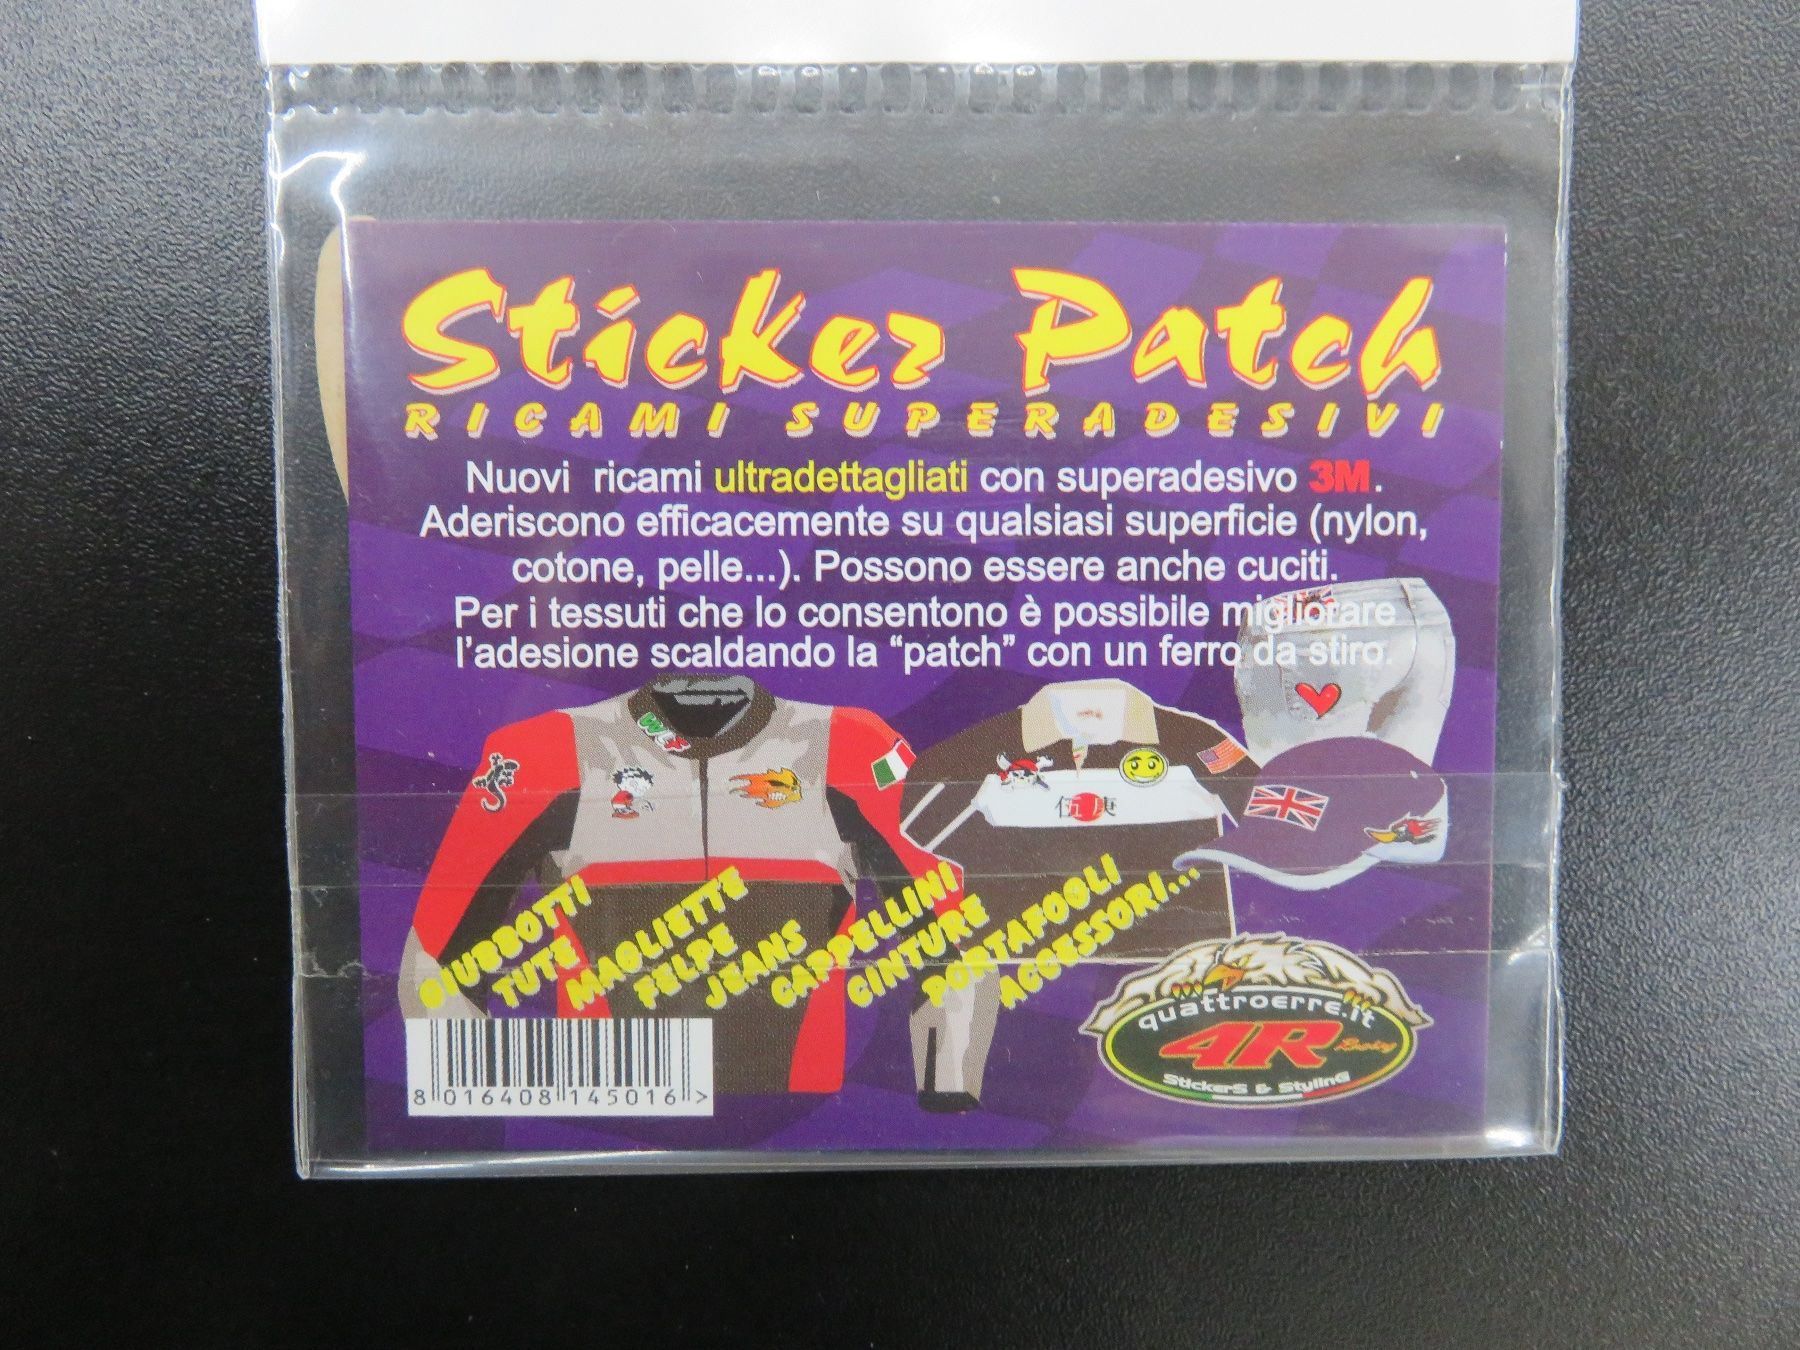 Sticker Patch
RICAMI SUPERADESIVI
Nuovi ricami ultradettagliati con superadesivo 3M.
Aderiscono efficacemente su qualsiasi superficie (nylon,
cotone, pelle...). Possono essere anche cuciti.
Per i tessuti che lo consentono è possibile migliorare
l'adesione scaldando la “patch” con un ferro da stiro.
GIUBBOTTI
TUTE
MAGLIETTE
FELPE
JEANS
CAPPELLINI
CINTURE
PORTAFOGLI
ACCESSORI...
quattroerre.it
4R Racing
StickerS & StylinG
8 016408 145016 >